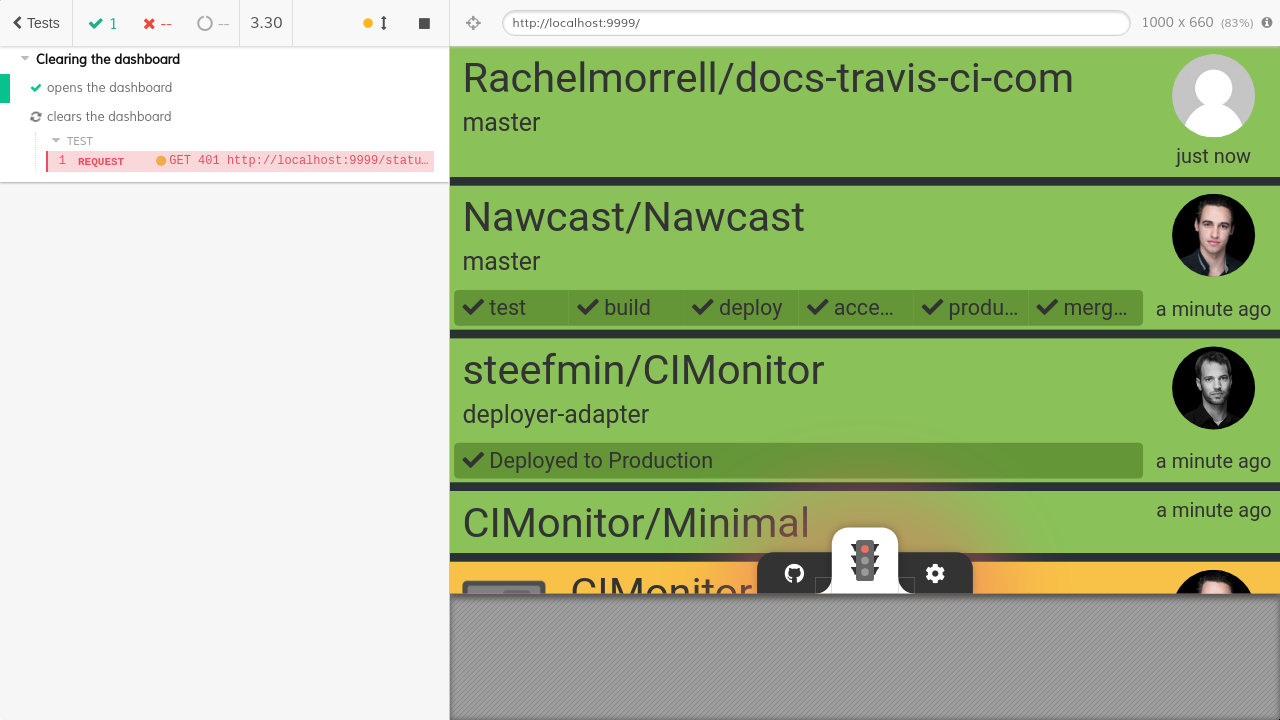 Tests
1
--
--
3.30
http://localhost:9999/
1000 x 660 (83%)
Clearing the dashboard
opens the dashboard
clears the dashboard
TEST
1 REQUEST GET 401 http://localhost:9999/statu…
Rachelmorrell/docs-travis-ci-com
master
just now
Nawcast/Nawcast
master
test
build
deploy
acce…
produ…
merg…
a minute ago
steefmin/CIMonitor
deployer-adapter
Deployed to Production
a minute ago
CIMonitor/Minimal
a minute ago
CIMonitor